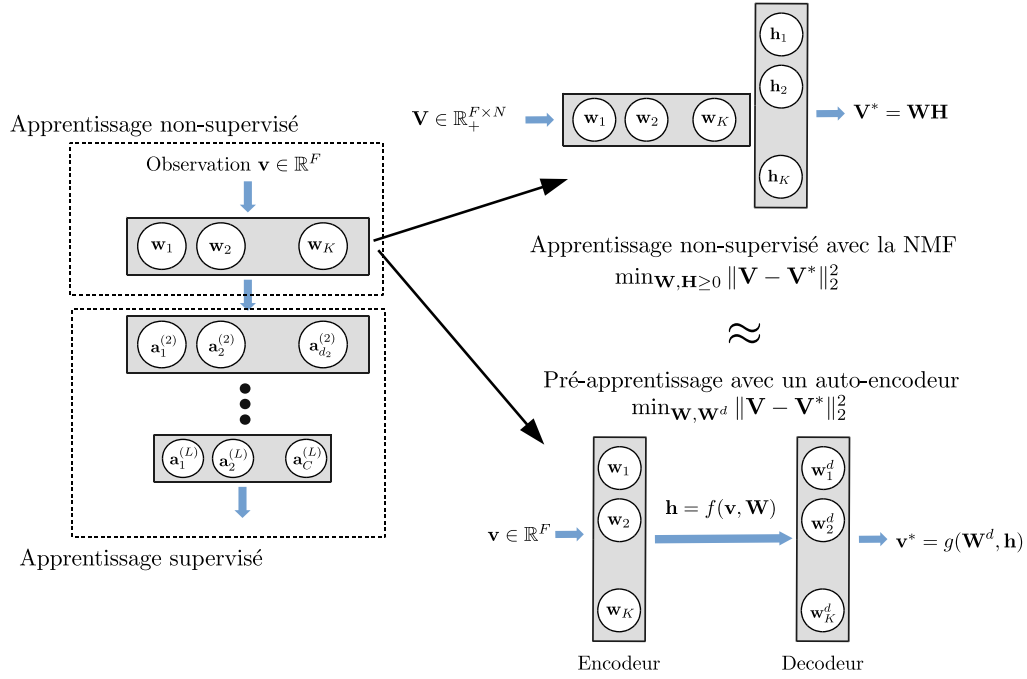 Apprentissage non-supervisé
Observation v ∈ ℝ^F
w_1 w_2 w_K
a_1^{(2)} a_2^{(2)} a_{d_2}^{(2)}
a_1^{(L)} a_2^{(L)} a_C^{(L)}
Apprentissage supervisé
h_1
h_2
V ∈ ℝ_+^{F×N}
w_1 w_2 w_K
V* = WH
h_K
Apprentissage non-supervisé avec la NMF
min_{W,H≥0} ‖V − V*‖_2^2
≈
Pré-apprentissage avec un auto-encodeur
min_{W,W^d} ‖V − V*‖_2^2
v ∈ ℝ^F
w_1
w_2
w_K
Encodeur
h = f(v, W)
w_1^d
w_2^d
w_K^d
Decodeur
v* = g(W^d, h)